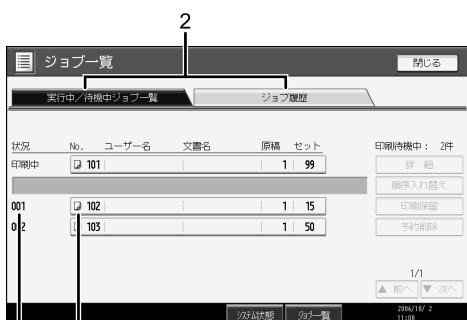 2
ジョブ一覧 閉じる
実行中／待機中ジョブ一覧 ジョブ履歴
状況 No. ユーザー名 文書名 原稿 セット 印刷待機中： 2件
印刷中 101 1 99 詳 細
順序入れ替え
001 102 1 15 印刷保留
002 103 1 50 予約削除
1/1
▲ 前へ ▼ 次へ
システム状態 ジョブ一覧 2006/10/ 2
11:00